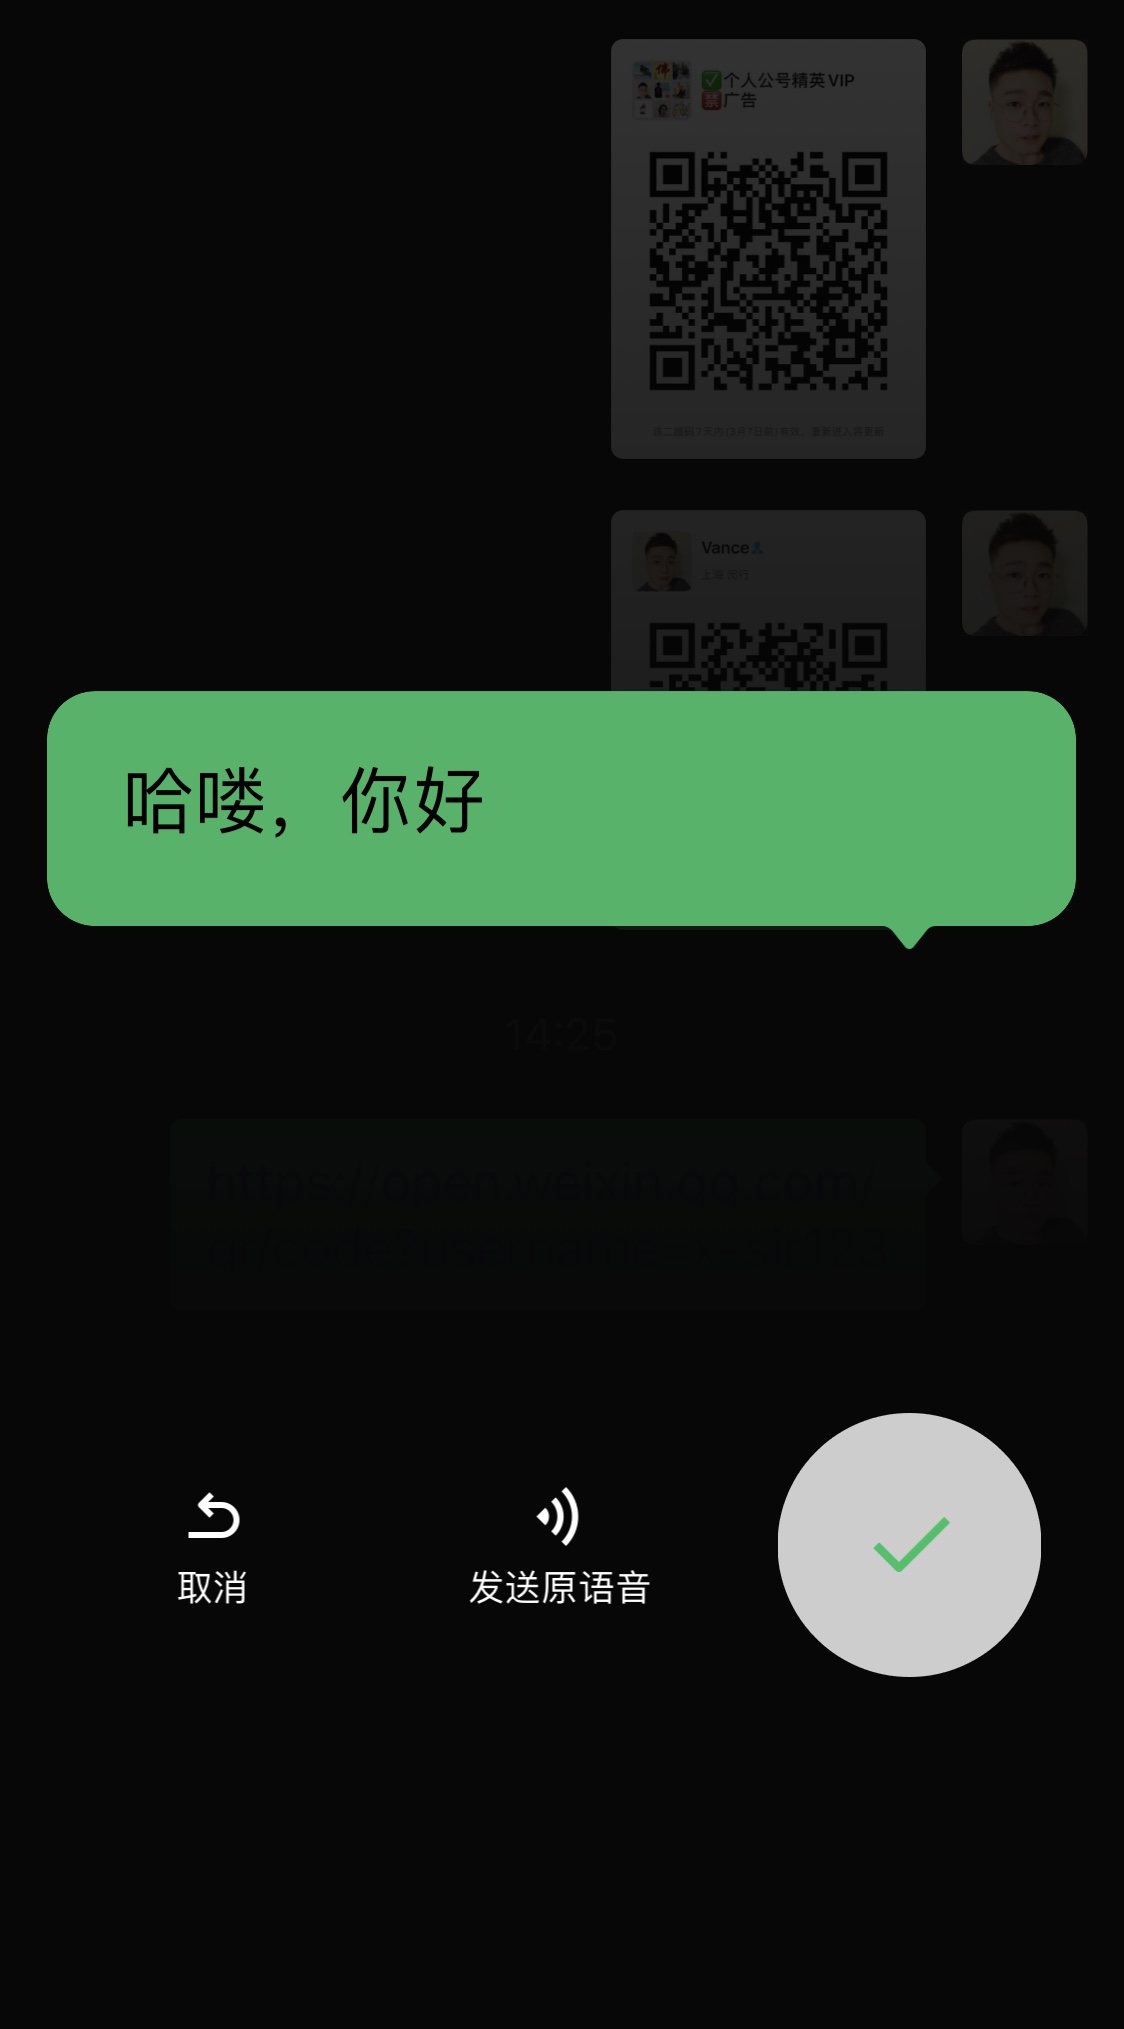 ✅个人公号精英VIP
禁广告
该二维码7天内(3月7日前)有效，重新进入将更新
Vance
上海 闵行
哈喽，你好
14:25
https://open.weixin.qq.com/
取消
发送原语音